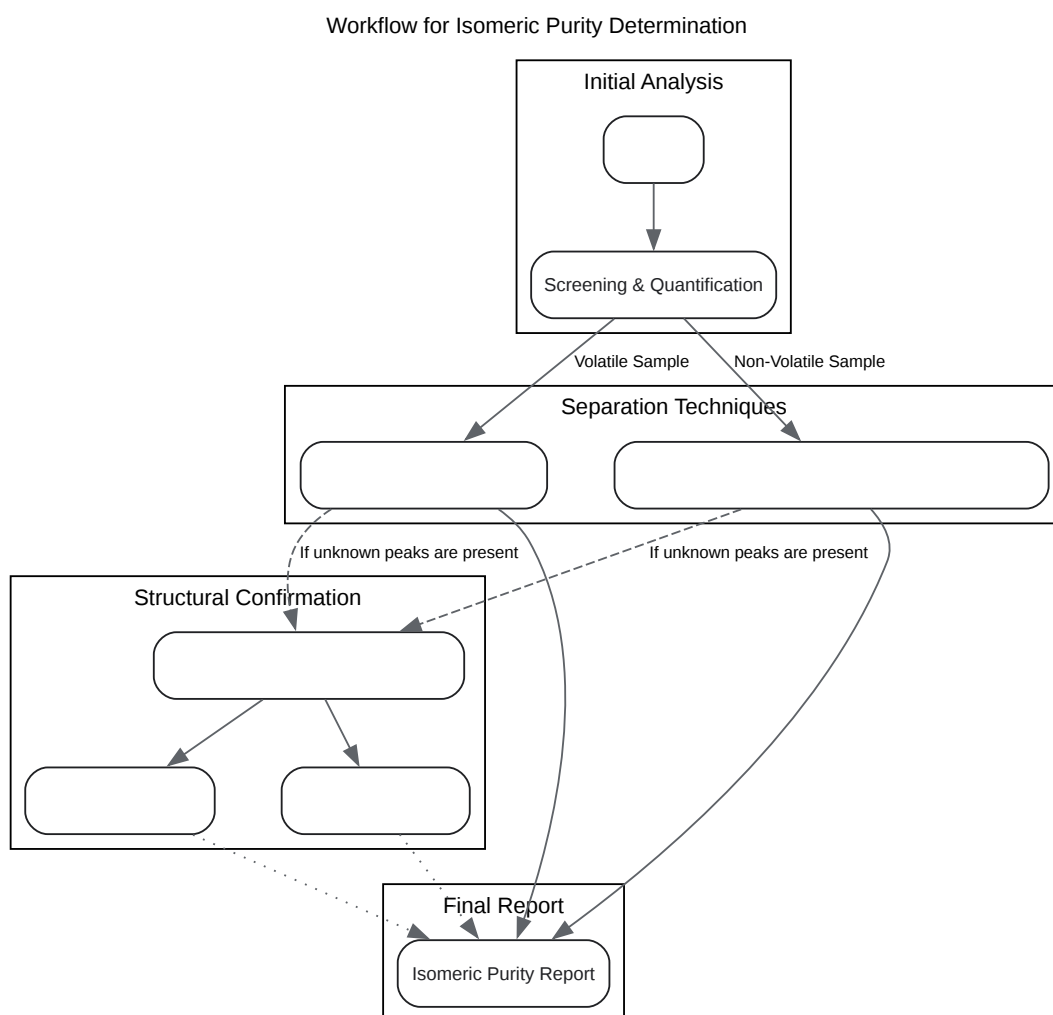 Workflow for Isomeric Purity Determination
Initial Analysis
Screening & Quantification
Volatile Sample
Non-Volatile Sample
Separation Techniques
If unknown peaks are present
If unknown peaks are present
Structural Confirmation
Final Report
Isomeric Purity Report